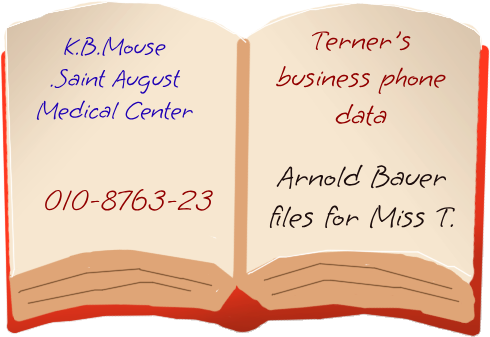 K.B.Mouse
.Saint August
Medical Center
010-8763-23
Terner's
business phone
data
Arnold Bauer
files for Miss T.